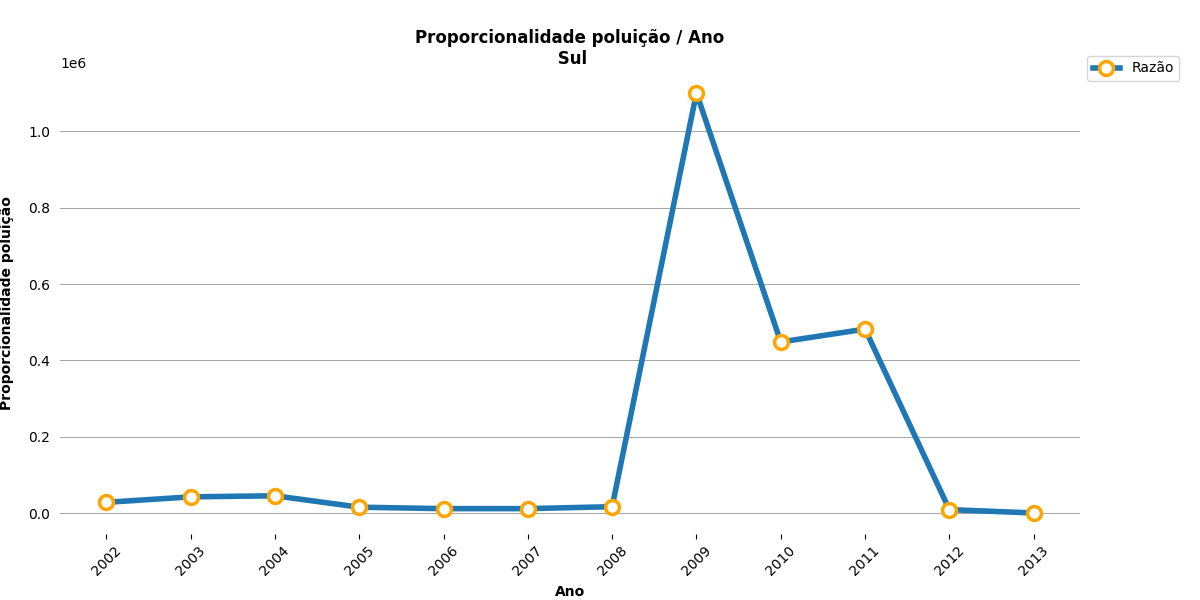 Proporcionalidade poluição / Ano
Sul
1e6
Razão
1.0
0.8
0.6
0.4
0.2
0.0
Proporcionalidade poluição
2002 2003 2004 2005 2006 2007 2008 2009 2010 2011 2012 2013
Ano